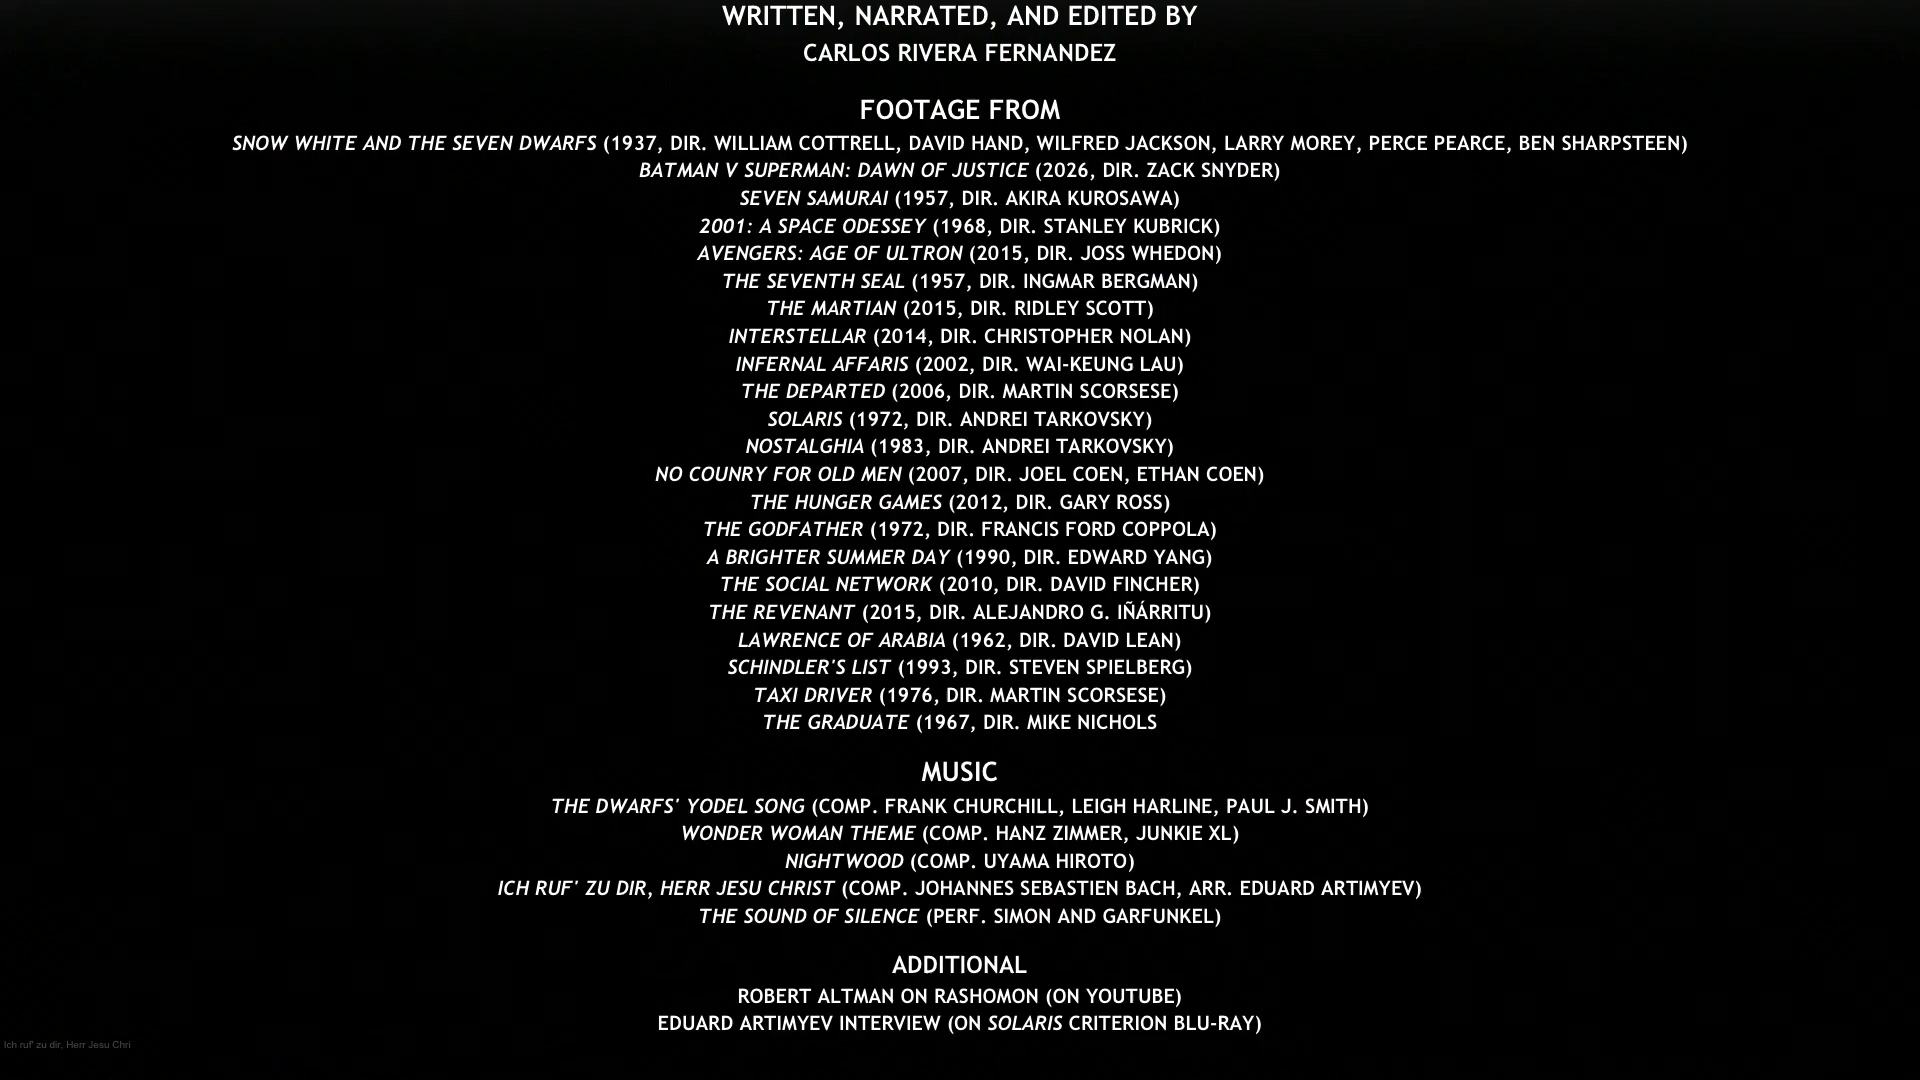 WRITTEN, NARRATED, AND EDITED BY
CARLOS RIVERA FERNANDEZ
FOOTAGE FROM
SNOW WHITE AND THE SEVEN DWARFS (1937, DIR. WILLIAM COTTRELL, DAVID HAND, WILFRED JACKSON, LARRY MOREY, PERCE PEARCE, BEN SHARPSTEEN)
BATMAN V SUPERMAN: DAWN OF JUSTICE (2026, DIR. ZACK SNYDER)
SEVEN SAMURAI (1957, DIR. AKIRA KUROSAWA)
2001: A SPACE ODESSEY (1968, DIR. STANLEY KUBRICK)
AVENGERS: AGE OF ULTRON (2015, DIR. JOSS WHEDON)
THE SEVENTH SEAL (1957, DIR. INGMAR BERGMAN)
THE MARTIAN (2015, DIR. RIDLEY SCOTT)
INTERSTELLAR (2014, DIR. CHRISTOPHER NOLAN)
INFERNAL AFFARIS (2002, DIR. WAI-KEUNG LAU)
THE DEPARTED (2006, DIR. MARTIN SCORSESE)
SOLARIS (1972, DIR. ANDREI TARKOVSKY)
NOSTALGHIA (1983, DIR. ANDREI TARKOVSKY)
NO COUNRY FOR OLD MEN (2007, DIR. JOEL COEN, ETHAN COEN)
THE HUNGER GAMES (2012, DIR. GARY ROSS)
THE GODFATHER (1972, DIR. FRANCIS FORD COPPOLA)
A BRIGHTER SUMMER DAY (1990, DIR. EDWARD YANG)
THE SOCIAL NETWORK (2010, DIR. DAVID FINCHER)
THE REVENANT (2015, DIR. ALEJANDRO G. IÑÁRRITU)
LAWRENCE OF ARABIA (1962, DIR. DAVID LEAN)
SCHINDLER'S LIST (1993, DIR. STEVEN SPIELBERG)
TAXI DRIVER (1976, DIR. MARTIN SCORSESE)
THE GRADUATE (1967, DIR. MIKE NICHOLS
MUSIC
THE DWARFS' YODEL SONG (COMP. FRANK CHURCHILL, LEIGH HARLINE, PAUL J. SMITH)
WONDER WOMAN THEME (COMP. HANZ ZIMMER, JUNKIE XL)
NIGHTWOOD (COMP. UYAMA HIROTO)
ICH RUF' ZU DIR, HERR JESU CHRIST (COMP. JOHANNES SEBASTIEN BACH, ARR. EDUARD ARTIMYEV)
THE SOUND OF SILENCE (PERF. SIMON AND GARFUNKEL)
ADDITIONAL
ROBERT ALTMAN ON RASHOMON (ON YOUTUBE)
EDUARD ARTIMYEV INTERVIEW (ON SOLARIS CRITERION BLU-RAY)
Ich ruf' zu dir, Herr Jesu Chri